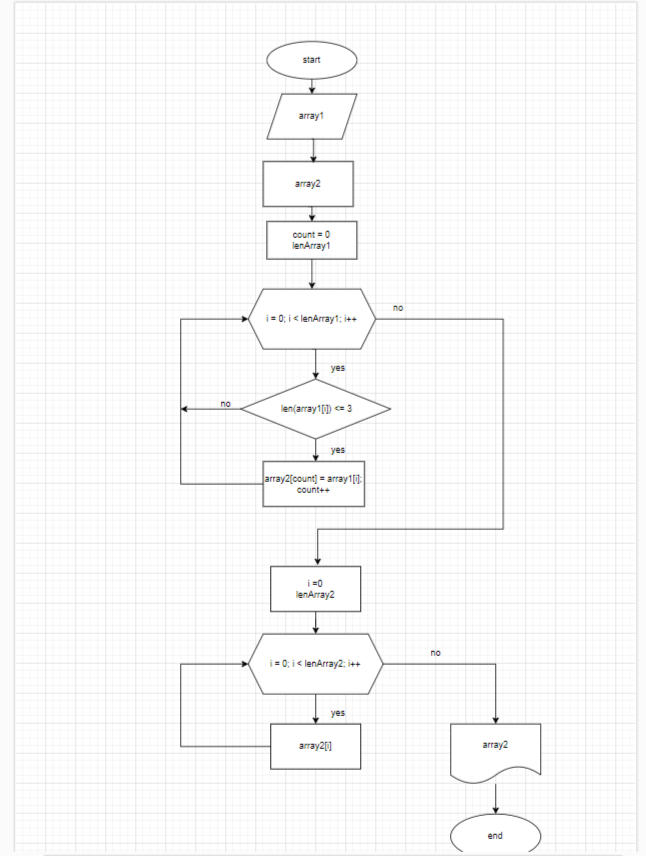 start
array1
array2
count = 0
lenArray1
i = 0; i < lenArray1; i++
no
yes
len(array1[i]) <= 3
no
yes
array2[count] = array1[i];
count++
i =0
lenArray2
i = 0; i < lenArray2; i++
no
yes
array2[i]
array2
end